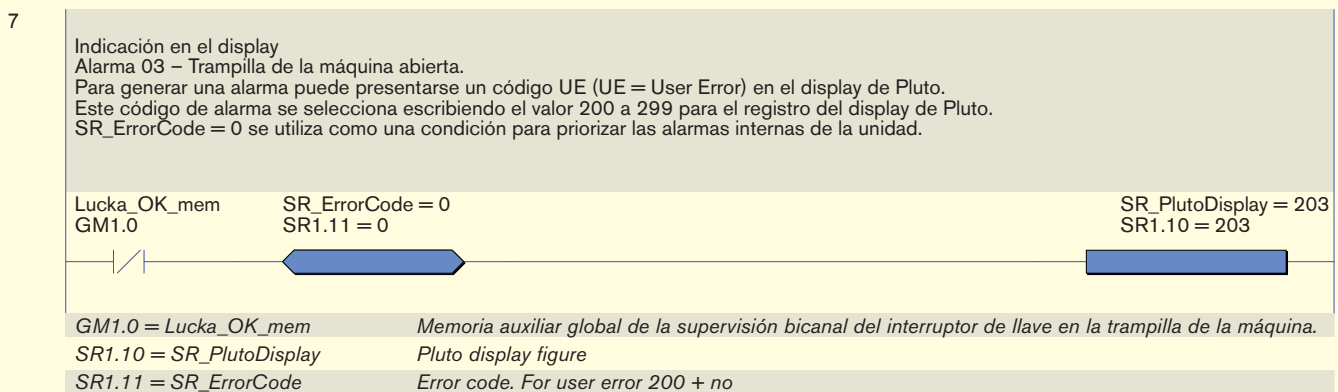 7
Indicación en el display
Alarma 03 – Trampilla de la máquina abierta.
Para generar una alarma puede presentarse un código UE (UE = User Error) en el display de Pluto.
Este código de alarma se selecciona escribiendo el valor 200 a 299 para el registro del display de Pluto.
SR_ErrorCode = 0 se utiliza como una condición para priorizar las alarmas internas de la unidad.
Lucka_OK_mem SR_ErrorCode = 0 SR_PlutoDisplay = 203
GM1.0 SR1.11 = 0 SR1.10 = 203
GM1.0 = Lucka_OK_mem Memoria auxiliar global de la supervisión bicanal del interruptor de llave en la trampilla de la máquina.
SR1.10 = SR_PlutoDisplay Pluto display figure
SR1.11 = SR_ErrorCode Error code. For user error 200 + no